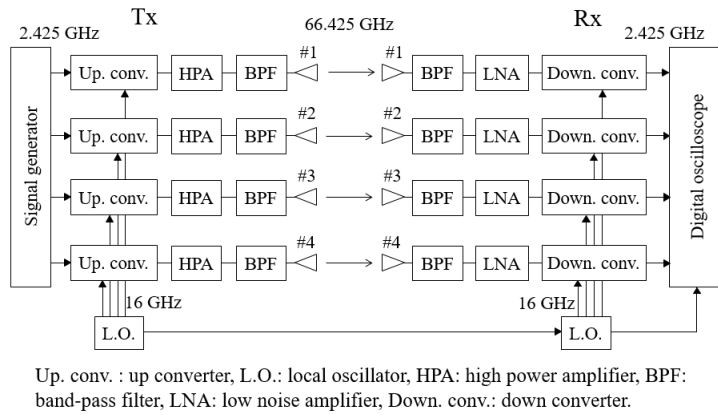 Tx
Rx
2.425 GHz
66.425 GHz
2.425 GHz
Signal generator
Up. conv. HPA BPF #1 #1 BPF LNA Down. conv.
Up. conv. HPA BPF #2 #2 BPF LNA Down. conv.
Up. conv. HPA BPF #3 #3 BPF LNA Down. conv.
Up. conv. HPA BPF #4 #4 BPF LNA Down. conv.
Digital oscilloscope
16 GHz
16 GHz
L.O.
L.O.
Up. conv. : up converter, L.O.: local oscillator, HPA: high power amplifier, BPF:
band-pass filter, LNA: low noise amplifier, Down. conv.: down converter.